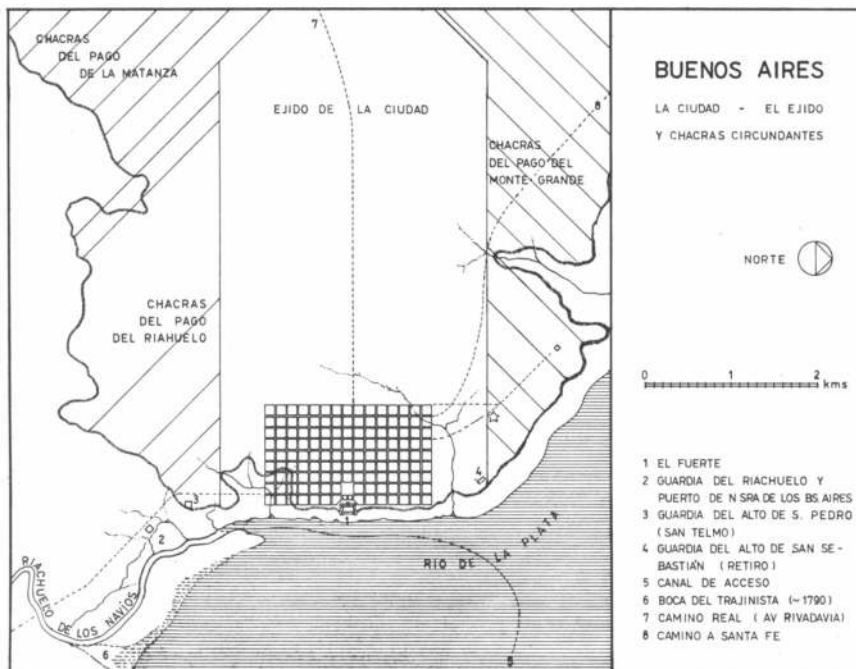 CHACRAS
DEL PAGO
DE LA MATANZA
7
EJIDO DE LA CIUDAD
8
CHACRAS
DEL PAGO DEL
MONTE GRANDE
CHACRAS
DEL PAGO
DEL RIAHUELO
4
3
2
1
RIO DE LA PLATA
RIACHUELO DE LOS NAVIOS
6
5
BUENOS AIRES
LA CIUDAD - EL EJIDO
Y CHACRAS CIRCUNDANTES
NORTE
0 1 2
kms
1 EL FUERTE
2 GUARDIA DEL RIACHUELO Y
PUERTO DE N SRA DE LOS BS. AIRES
3 GUARDIA DEL ALTO DE S. PEDRO
(SAN TELMO)
4 GUARDIA DEL ALTO DE SAN SE-
BASTIÁN (RETIRO)
5 CANAL DE ACCESO
6 BOCA DEL TRAJINISTA (~1790)
7 CAMINO REAL (AV RIVADAVIA)
8 CAMINO A SANTA FE